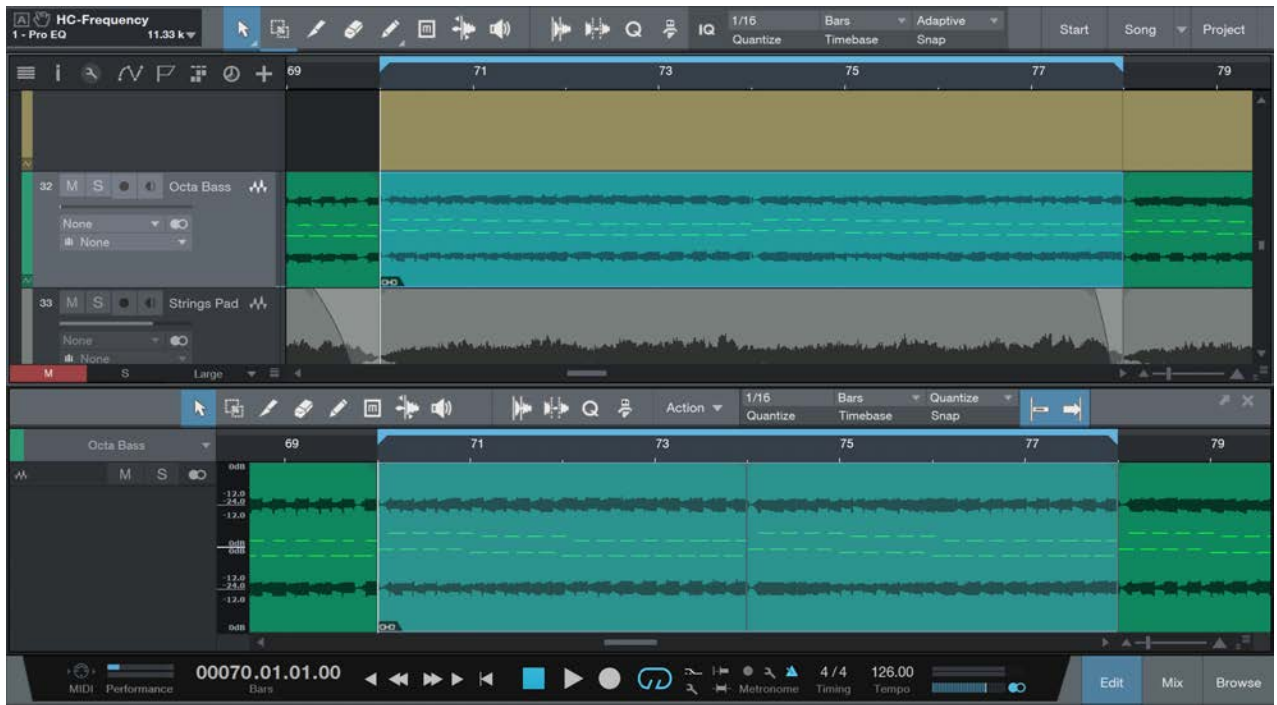 A HC-Frequency
1 - Pro EQ 11.33 k
IQ
1/16 Bars Adaptive
Quantize Timebase Snap
Start Song Project
69 71 73 75 77 79
32 M S Octa Bass
None
None
33 M S Strings Pad
None
None
M S Large
Action
1/16 Bars Quantize
Quantize Timebase Snap
Octa Bass
69 71 73 75 77 79
M S
0dB
-12.0
-24.0
-12.0
0dB
0dB
-12.0
-24.0
-12.0
0dB
00070.01.01.00 4 / 4 126.00
MIDI Performance Bars Metronome Timing Tempo
Edit Mix Browse